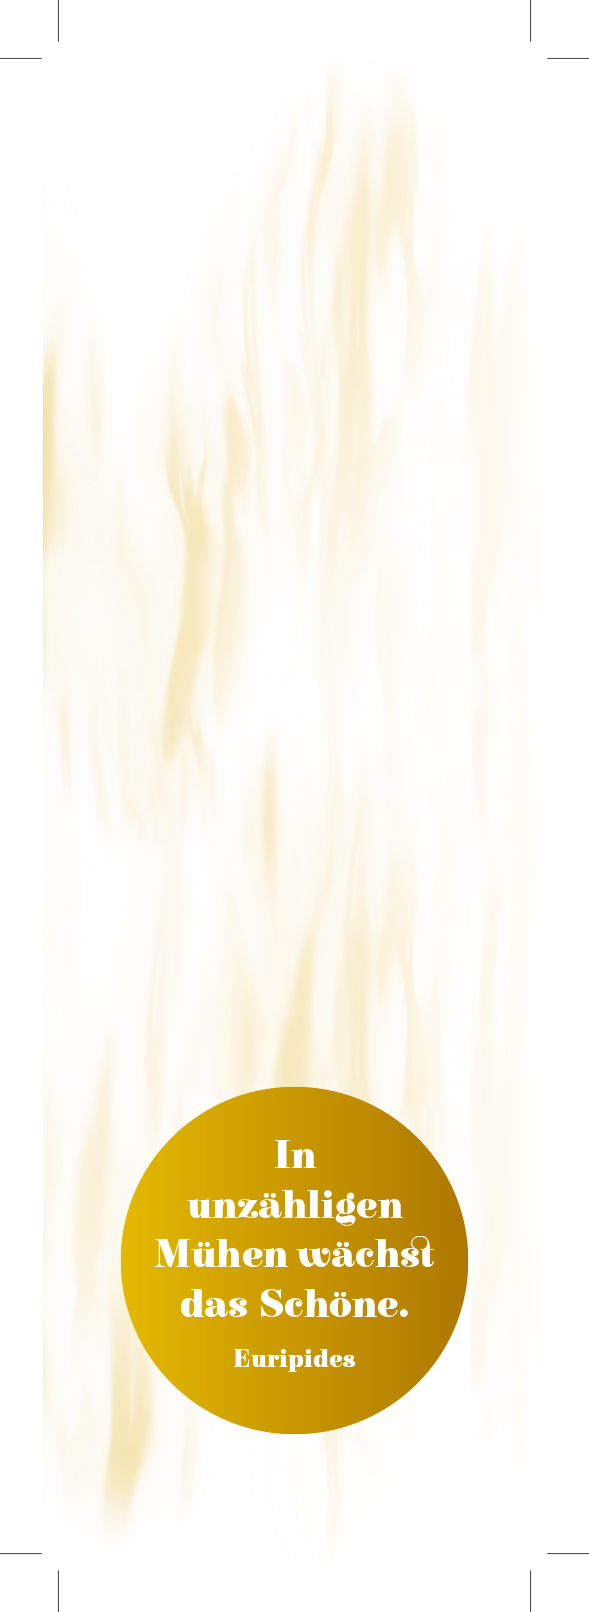 In
unzähligen
Mühen wächst
das Schöne.
Euripides